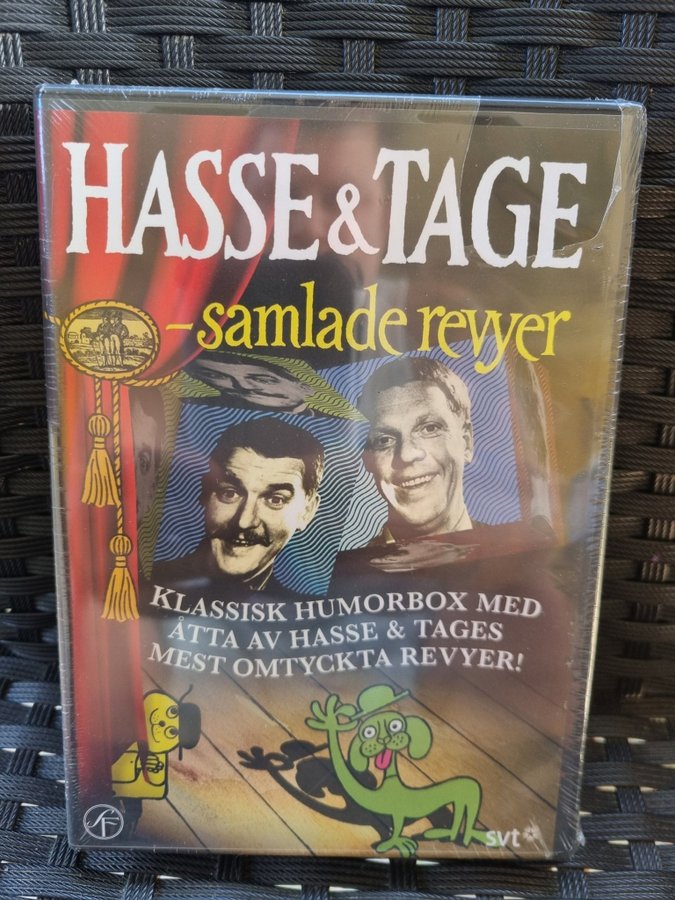 HASSE & TAGE
– samlade revyer
KLASSISK HUMORBOX MED
ÅTTA AV HASSE & TAGES
MEST OMTYCKTA REVYER!
SF
svt